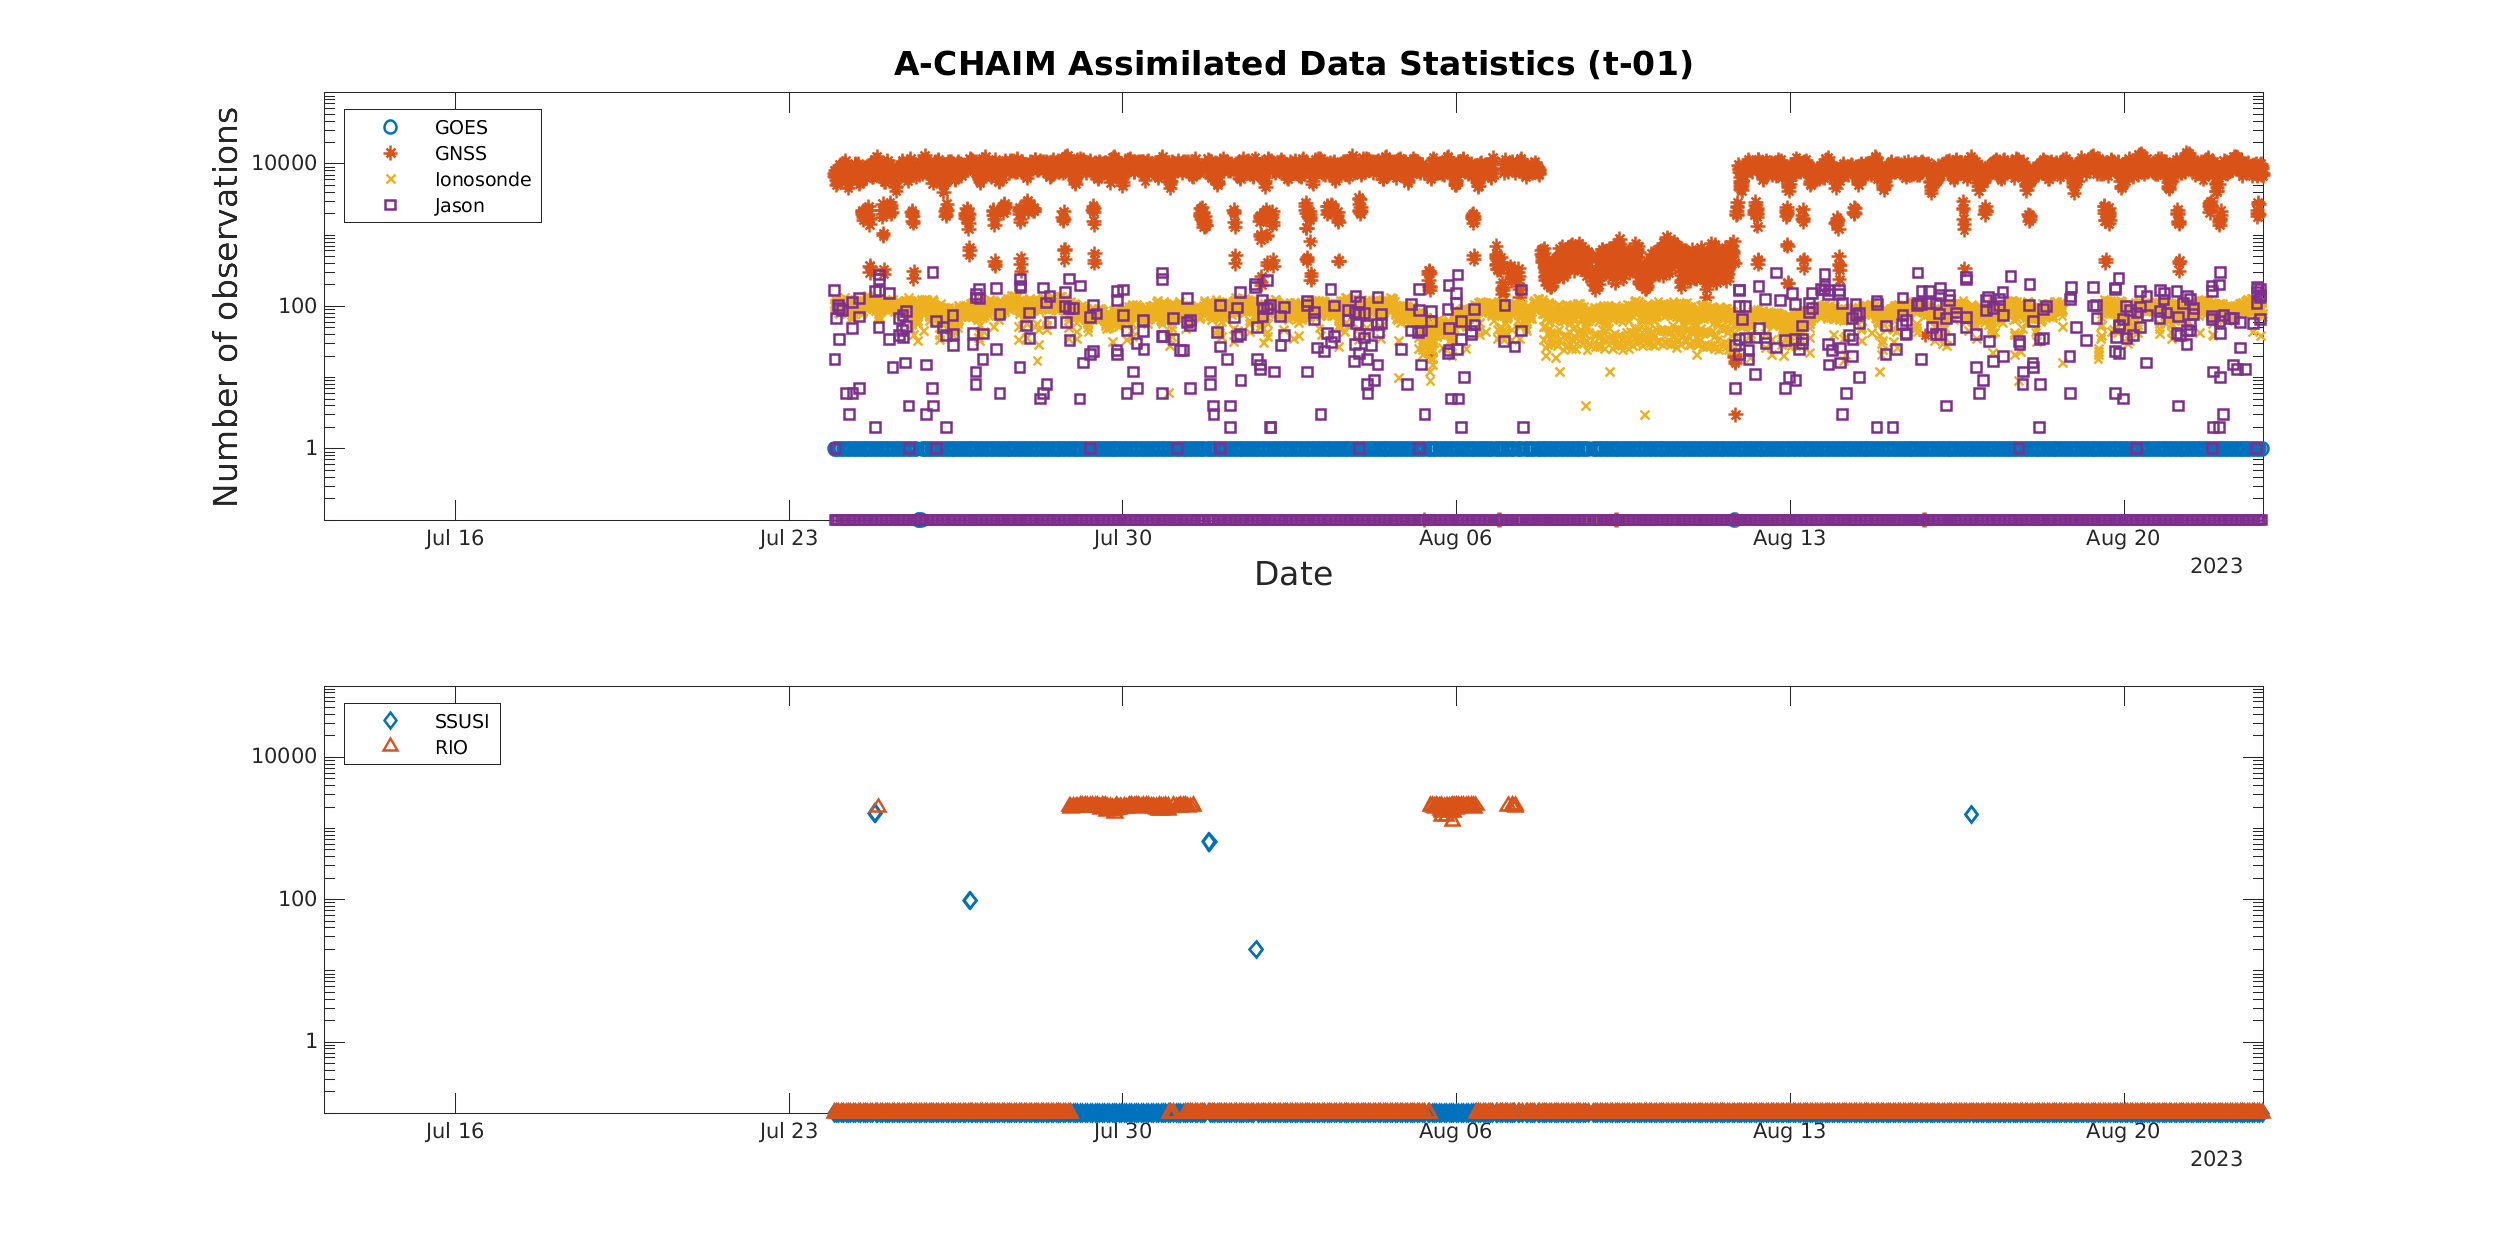 A-CHAIM Assimilated Data Statistics (t-01)
Number of observations
10000
100
1
GOES
GNSS
Ionosonde
Jason
Jul 16
Jul 23
Jul 30
Aug 06
Aug 13
Aug 20
2023
Date
10000
100
1
SSUSI
RIO
Jul 16
Jul 23
Jul 30
Aug 06
Aug 13
Aug 20
2023